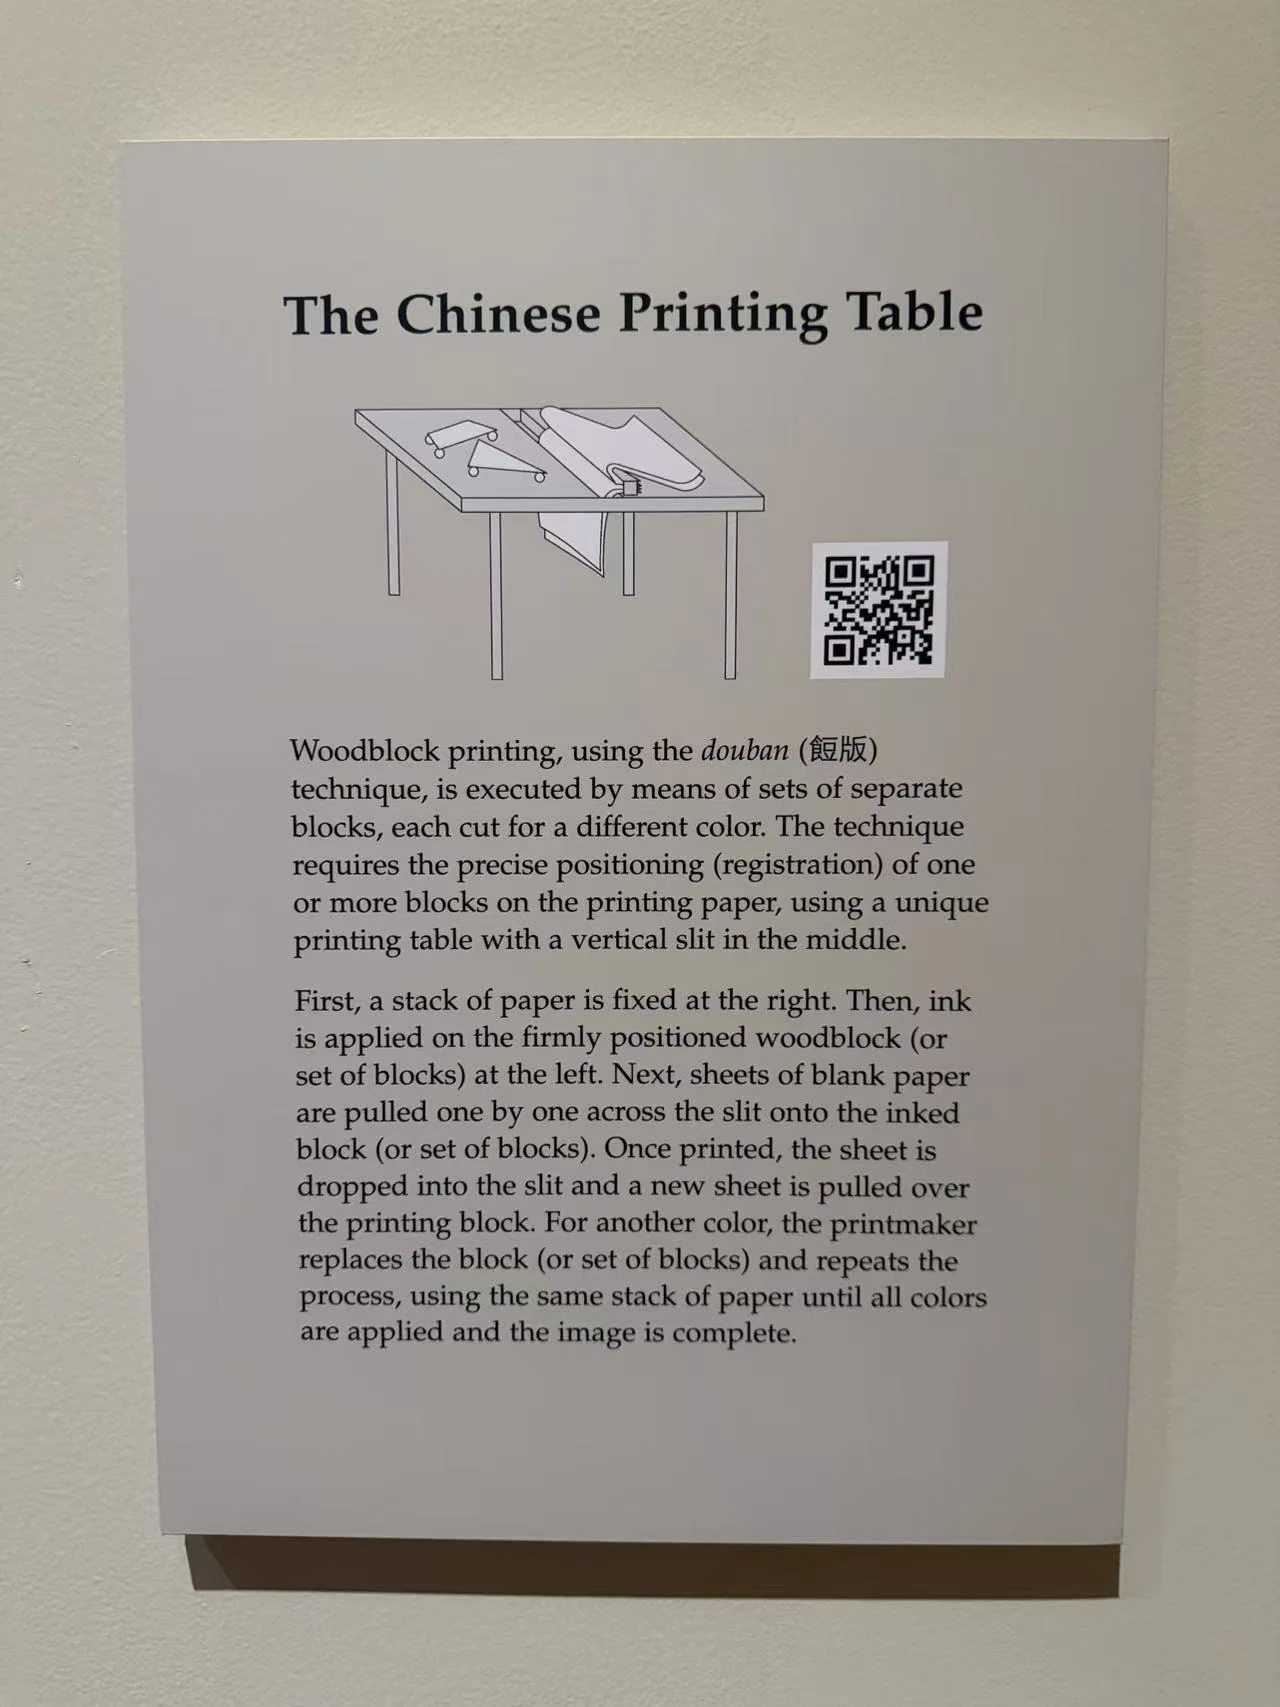 The Chinese Printing Table
Woodblock printing, using the douban (餖版)
technique, is executed by means of sets of separate
blocks, each cut for a different color. The technique
requires the precise positioning (registration) of one
or more blocks on the printing paper, using a unique
printing table with a vertical slit in the middle.
First, a stack of paper is fixed at the right. Then, ink
is applied on the firmly positioned woodblock (or
set of blocks) at the left. Next, sheets of blank paper
are pulled one by one across the slit onto the inked
block (or set of blocks). Once printed, the sheet is
dropped into the slit and a new sheet is pulled over
the printing block. For another color, the printmaker
replaces the block (or set of blocks) and repeats the
process, using the same stack of paper until all colors
are applied and the image is complete.